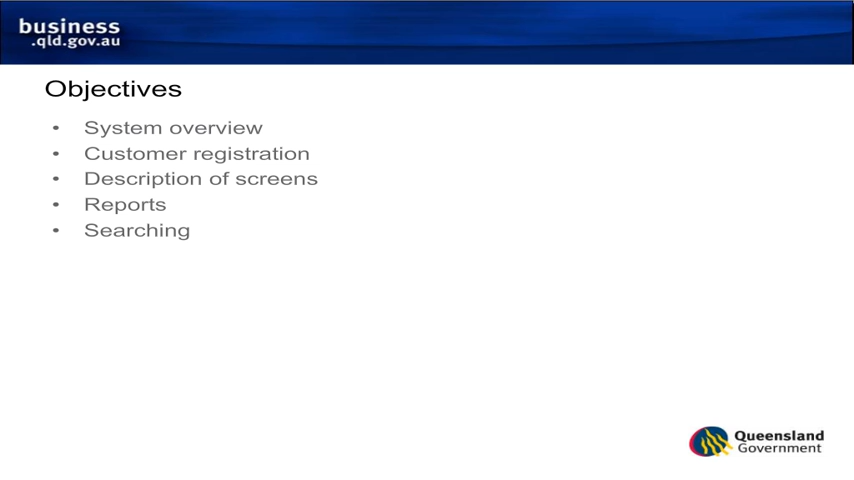 business
.qld.gov.au
Objectives
• System overview
• Customer registration
• Description of screens
• Reports
• Searching
Queensland
Government